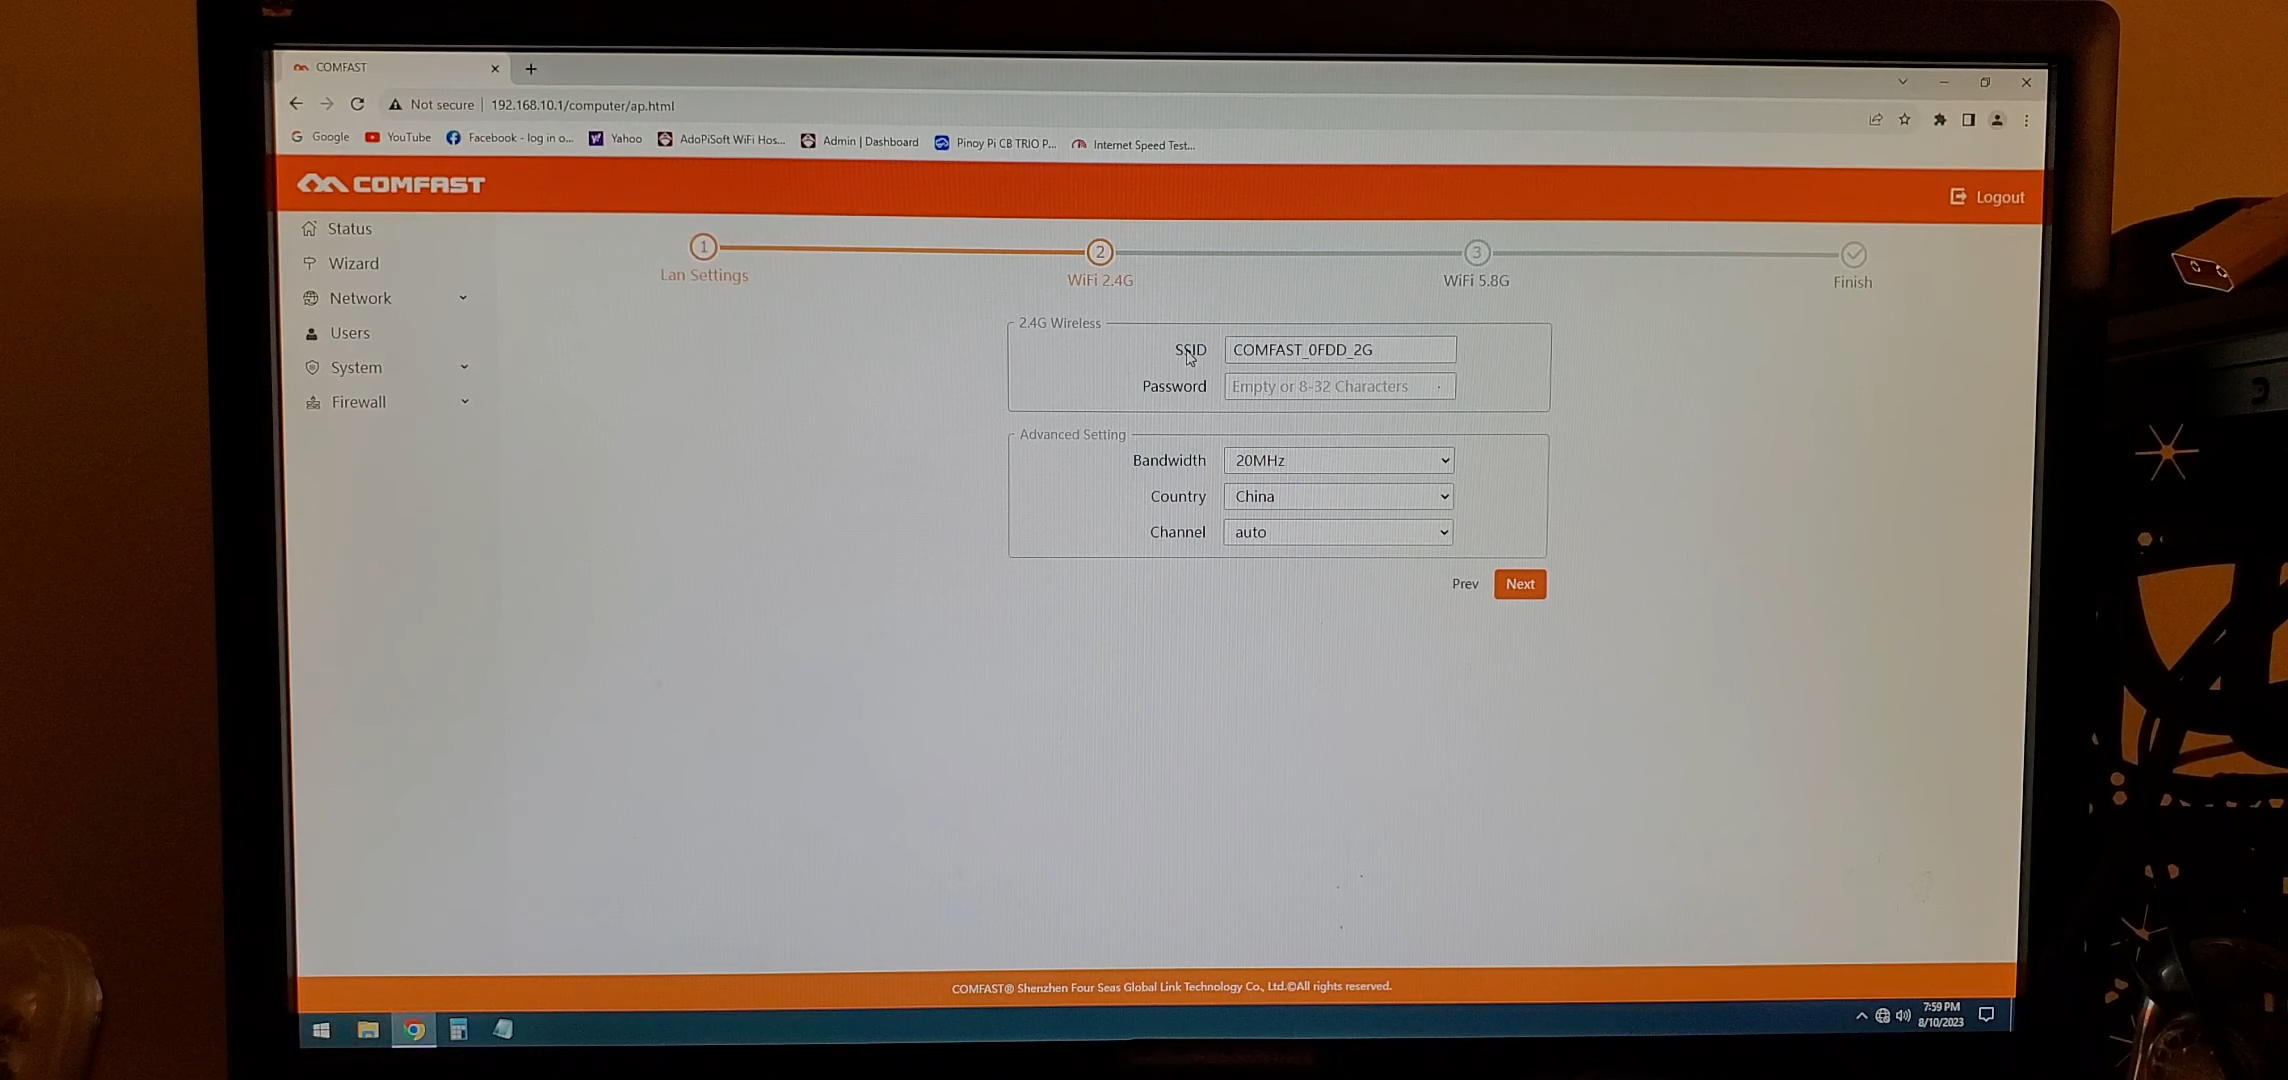 COMFAST
Not secure | 192.168.10.1/computer/ap.html
Google YouTube Facebook - log in o... Yahoo AdoPiSoft WiFi Hos... Admin | Dashboard Pinoy Pi CB TRIO P... Internet Speed Test...
COMFAST
Logout
Status
Wizard
Network
Users
System
Firewall
1 2 3
Lan Settings WiFi 2.4G WiFi 5.8G Finish
2.4G Wireless
SSID COMFAST_0FDD_2G
Password Empty or 8-32 Characters
Advanced Setting
Bandwidth 20MHz
Country China
Channel auto
Prev Next
COMFAST® Shenzhen Four Seas Global Link Technology Co., Ltd.©All rights reserved.
7:59 PM
8/10/2023